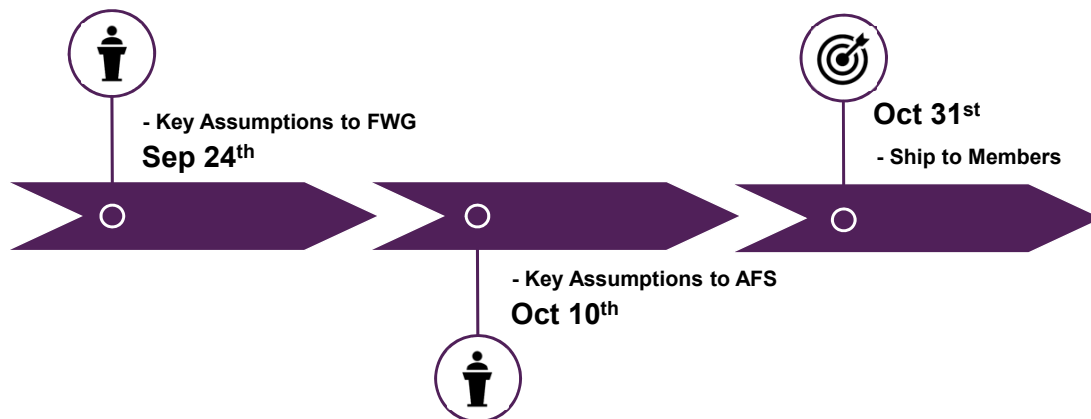 - Key Assumptions to FWG
Sep 24th
Oct 31st
- Ship to Members
- Key Assumptions to AFS
Oct 10th